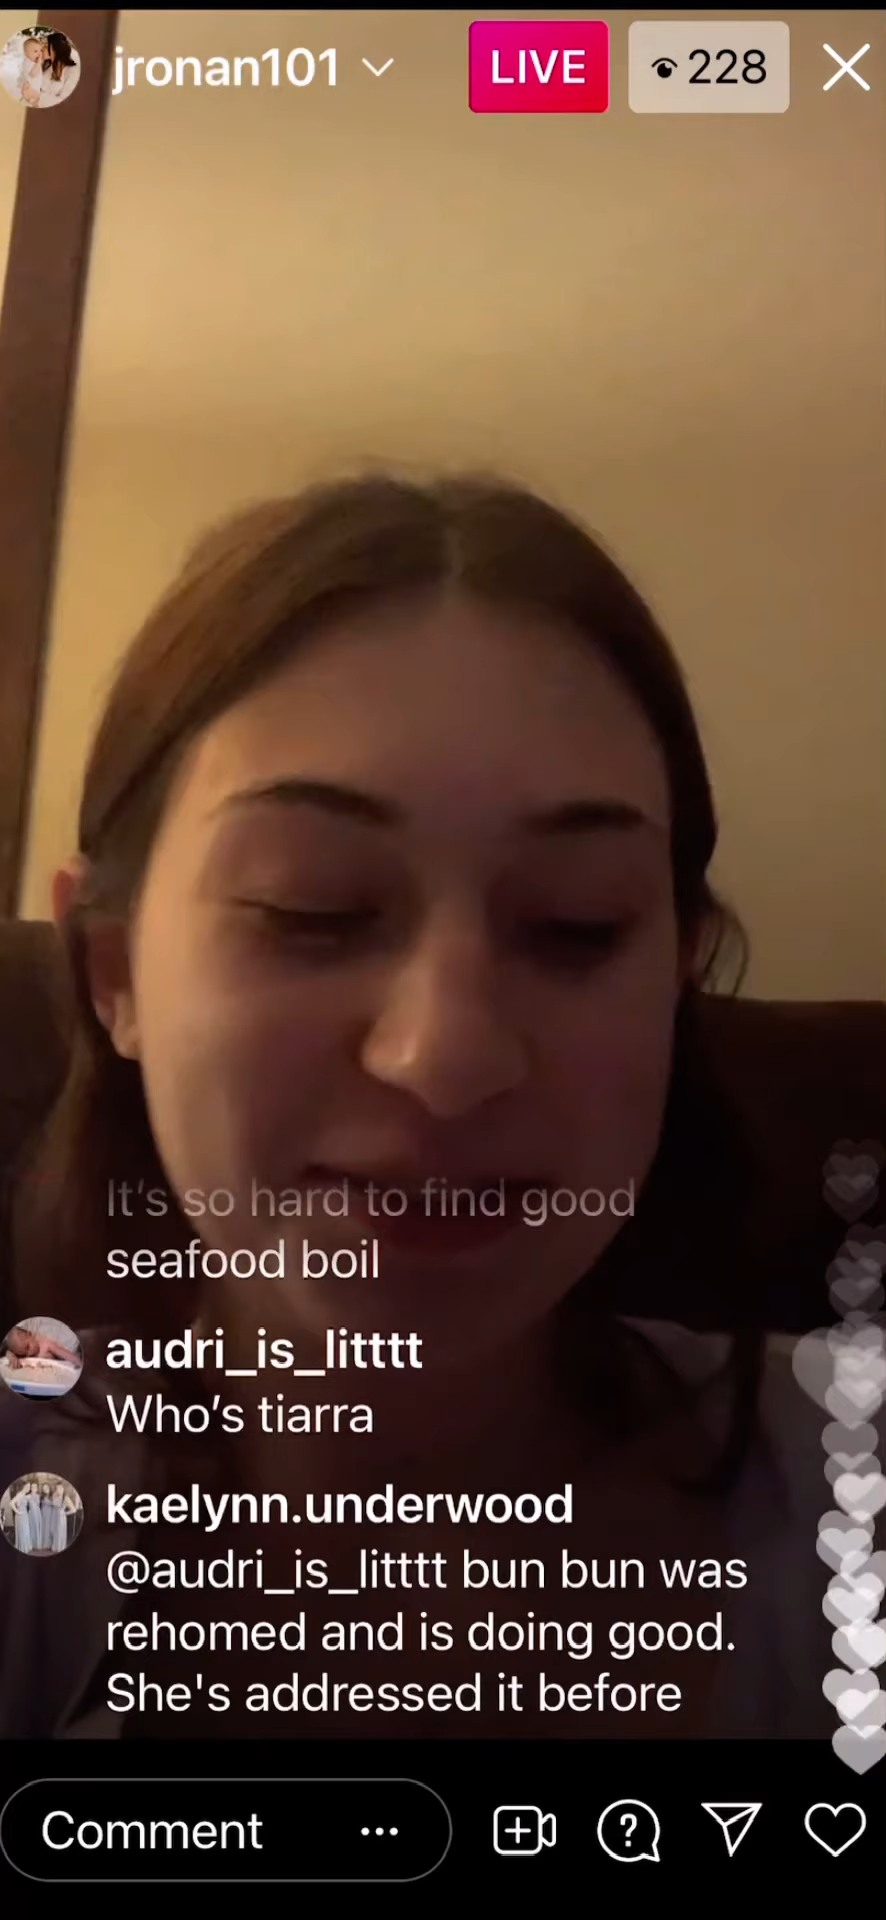 jronan101
LIVE
228
It's so hard to find good
seafood boil
audri_is_litttt
Who's tiarra
kaelynn.underwood
@audri_is_litttt bun bun was
rehomed and is doing good.
She's addressed it before
Comment